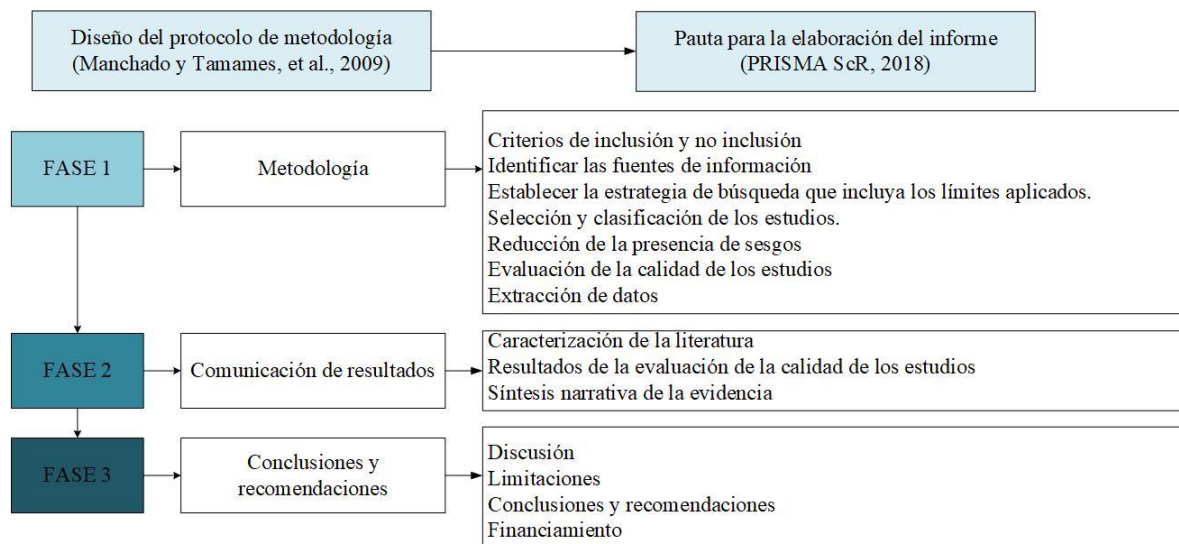 Diseño del protocolo de metodología
(Manchado y Tamames, et al., 2009)
Pauta para la elaboración del informe
(PRISMA ScR, 2018)
FASE 1
Metodología
Criterios de inclusión y no inclusión
Identificar las fuentes de información
Establecer la estrategia de búsqueda que incluya los límites aplicados.
Selección y clasificación de los estudios.
Reducción de la presencia de sesgos
Evaluación de la calidad de los estudios
Extracción de datos
FASE 2
Comunicación de resultados
Caracterización de la literatura
Resultados de la evaluación de la calidad de los estudios
Síntesis narrativa de la evidencia
FASE 3
Conclusiones y
recomendaciones
Discusión
Limitaciones
Conclusiones y recomendaciones
Financiamiento